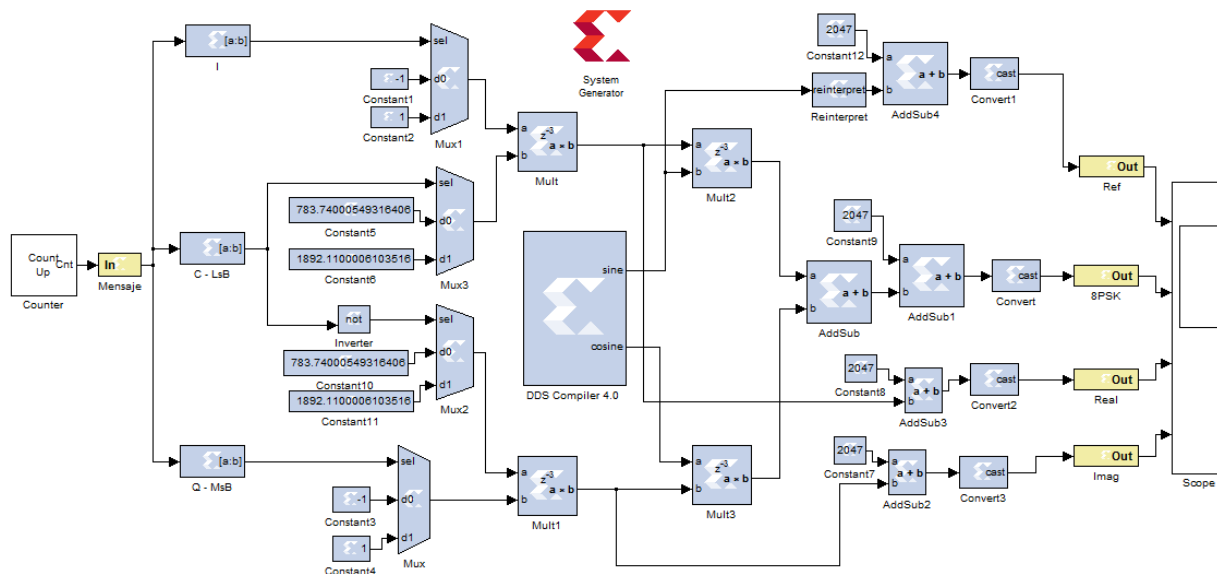 [a:b]
I
sel
d0
d1
-1
Constant1
1
Constant2
Mux1
System
Generator
2047
Constant12
reinterpret
Reinterpret
a
b
a + b
AddSub4
cast
Convert1
Out
Ref
a
b
z-3
a × b
Mult
a
b
z-3
a × b
Mult2
sel
d0
d1
783.74000549316406
Constant5
1892.1100006103516
Constant6
Mux3
Count
Up
Cnt
Counter
In
Mensaje
[a:b]
C - LsB
not
Inverter
sel
d0
d1
783.74000549316406
Constant10
1892.1100006103516
Constant11
Mux2
sine
cosine
DDS Compiler 4.0
2047
Constant9
a
b
a + b
AddSub
a
b
a + b
AddSub1
cast
Convert
Out
8PSK
2047
Constant8
a
b
a + b
AddSub3
cast
Convert2
Out
Real
[a:b]
Q - MsB
sel
d0
d1
-1
Constant3
1
Constant4
Mux
a
b
z-3
a × b
Mult1
a
b
z-3
a × b
Mult3
2047
Constant7
a
b
a + b
AddSub2
cast
Convert3
Out
Imag
Scope